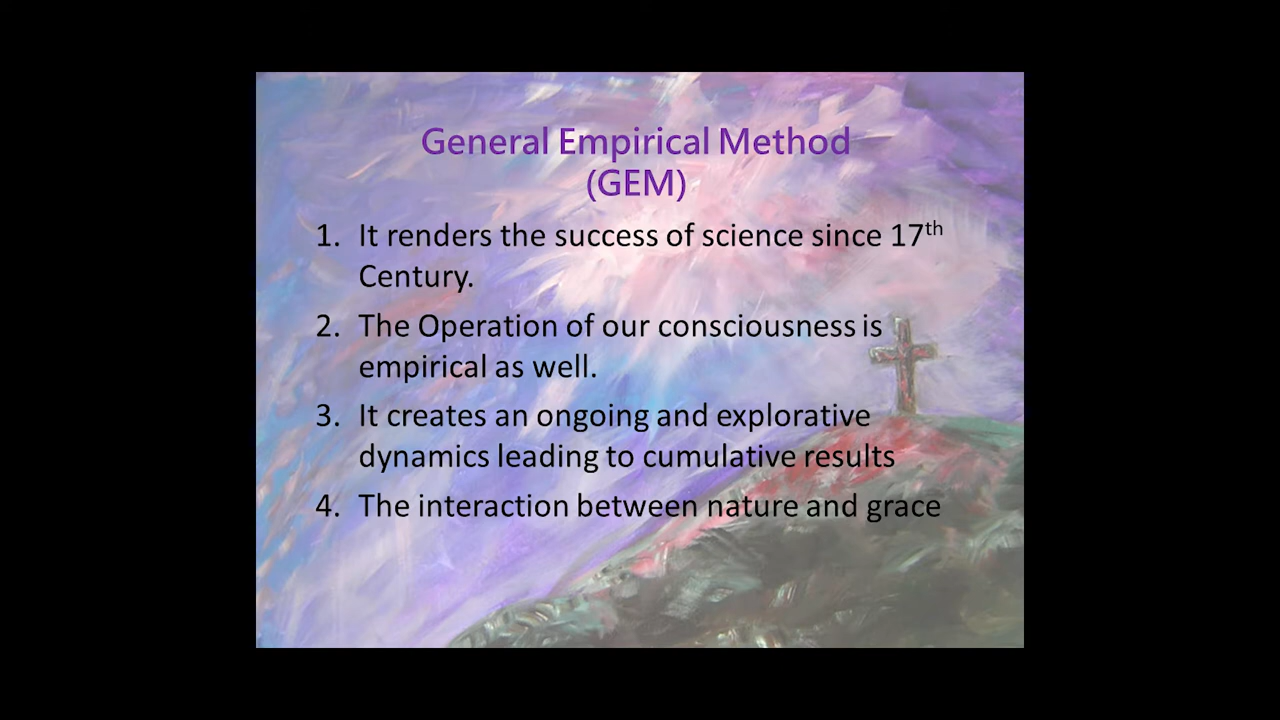 General Empirical Method
(GEM)
1. It renders the success of science since 17th
Century.
2. The Operation of our consciousness is
empirical as well.
3. It creates an ongoing and explorative
dynamics leading to cumulative results
4. The interaction between nature and grace